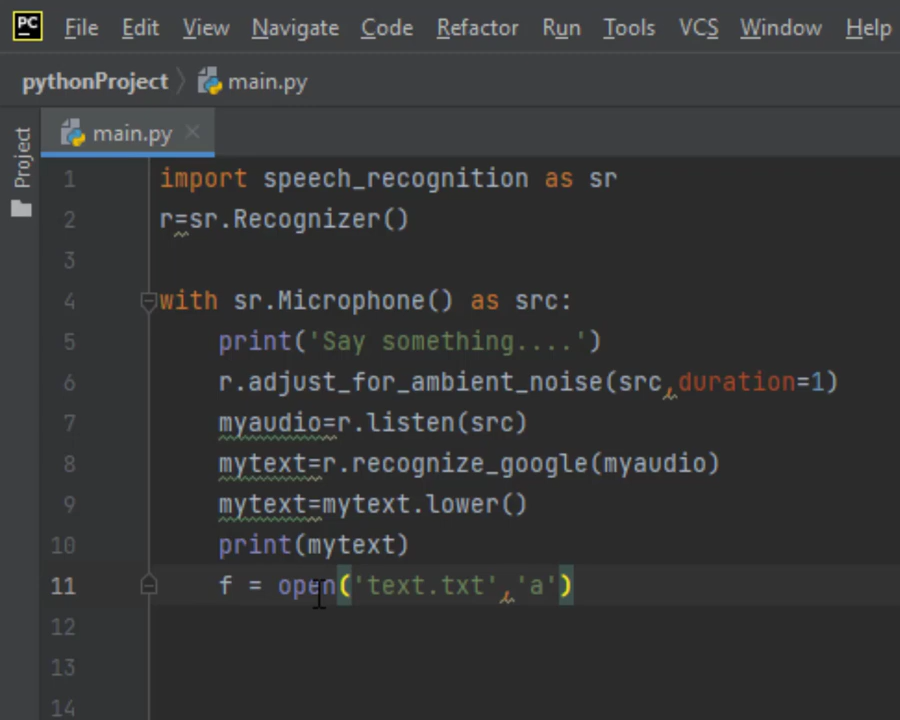 PC File Edit View Navigate Code Refactor Run Tools VCS Window Help
pythonProject main.py
main.py
Project
1 import speech_recognition as sr
2 r=sr.Recognizer()
3
4 with sr.Microphone() as src:
5 print('Say something....')
6 r.adjust_for_ambient_noise(src,duration=1)
7 myaudio=r.listen(src)
8 mytext=r.recognize_google(myaudio)
9 mytext=mytext.lower()
10 print(mytext)
11 f = open('text.txt','a')
12
13
14